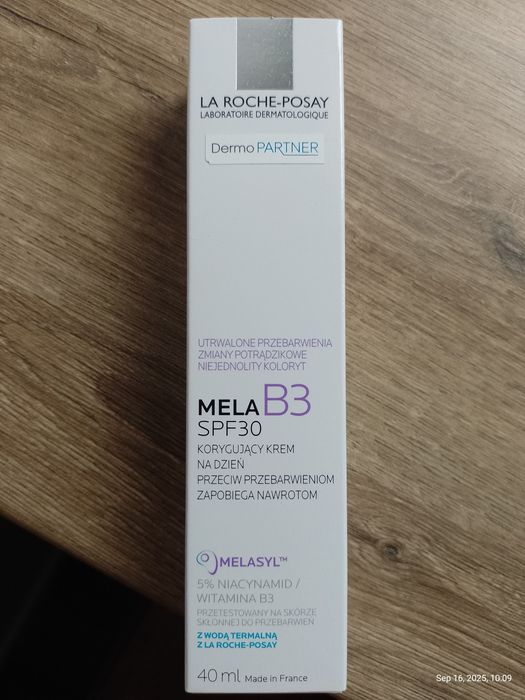 LA ROCHE-POSAY
LABORATOIRE DERMATOLOGIQUE
Dermo PARTNER
UTRWALONE PRZEBARWIENIA
ZMIANY POTRĄDZIKOWE
NIEJEDNOLITY KOLORYT
MELA B3
SPF30
KORYGUJĄCY KREM
NA DZIEŃ
PRZECIW PRZEBARWIENIOM
ZAPOBIEGA NAWROTOM
MELASYL™
5% NIACYNAMID /
WITAMINA B3
PRZETESTOWANY NA SKÓRZE
SKŁONNEJ DO PRZEBARWIEŃ
Z WODĄ TERMALNĄ
Z LA ROCHE-POSAY
40 ml Made in France
Sep 16, 2025, 10:09